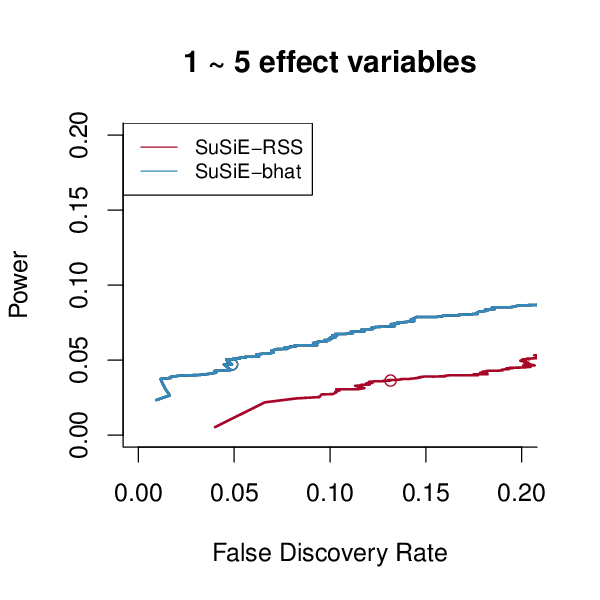 1 ~ 5 effect variables
SuSiE−RSS
SuSiE−bhat
Power
0.20
0.15
0.10
0.05
0.00
0.00 0.05 0.10 0.15 0.20
False Discovery Rate